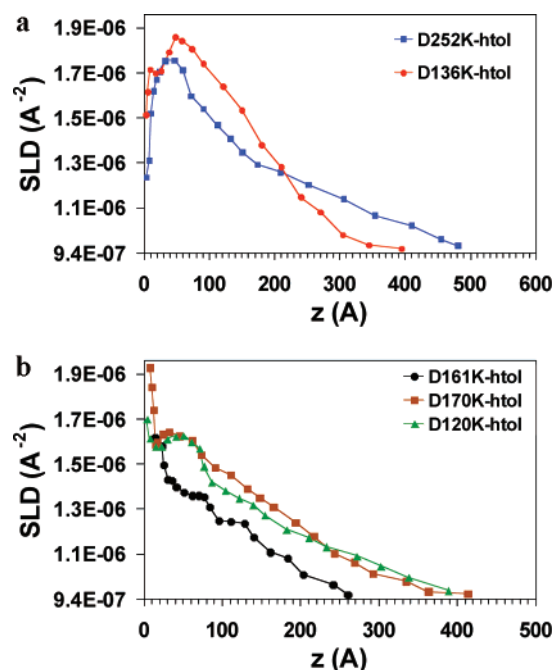 a
1.9E-06
1.7E-06
1.6E-06
1.3E-06
1.1E-06
9.4E-07
SLD (A-2)
D252K-htol
D136K-htol
0 100 200 300 400 500 600
z (A)
b
1.9E-06
1.7E-06
1.5E-06
1.3E-06
1.1E-06
9.4E-07
SLD (A-2)
D161K-htol
D170K-htol
D120K-htol
0 100 200 300 400 500
z (A)